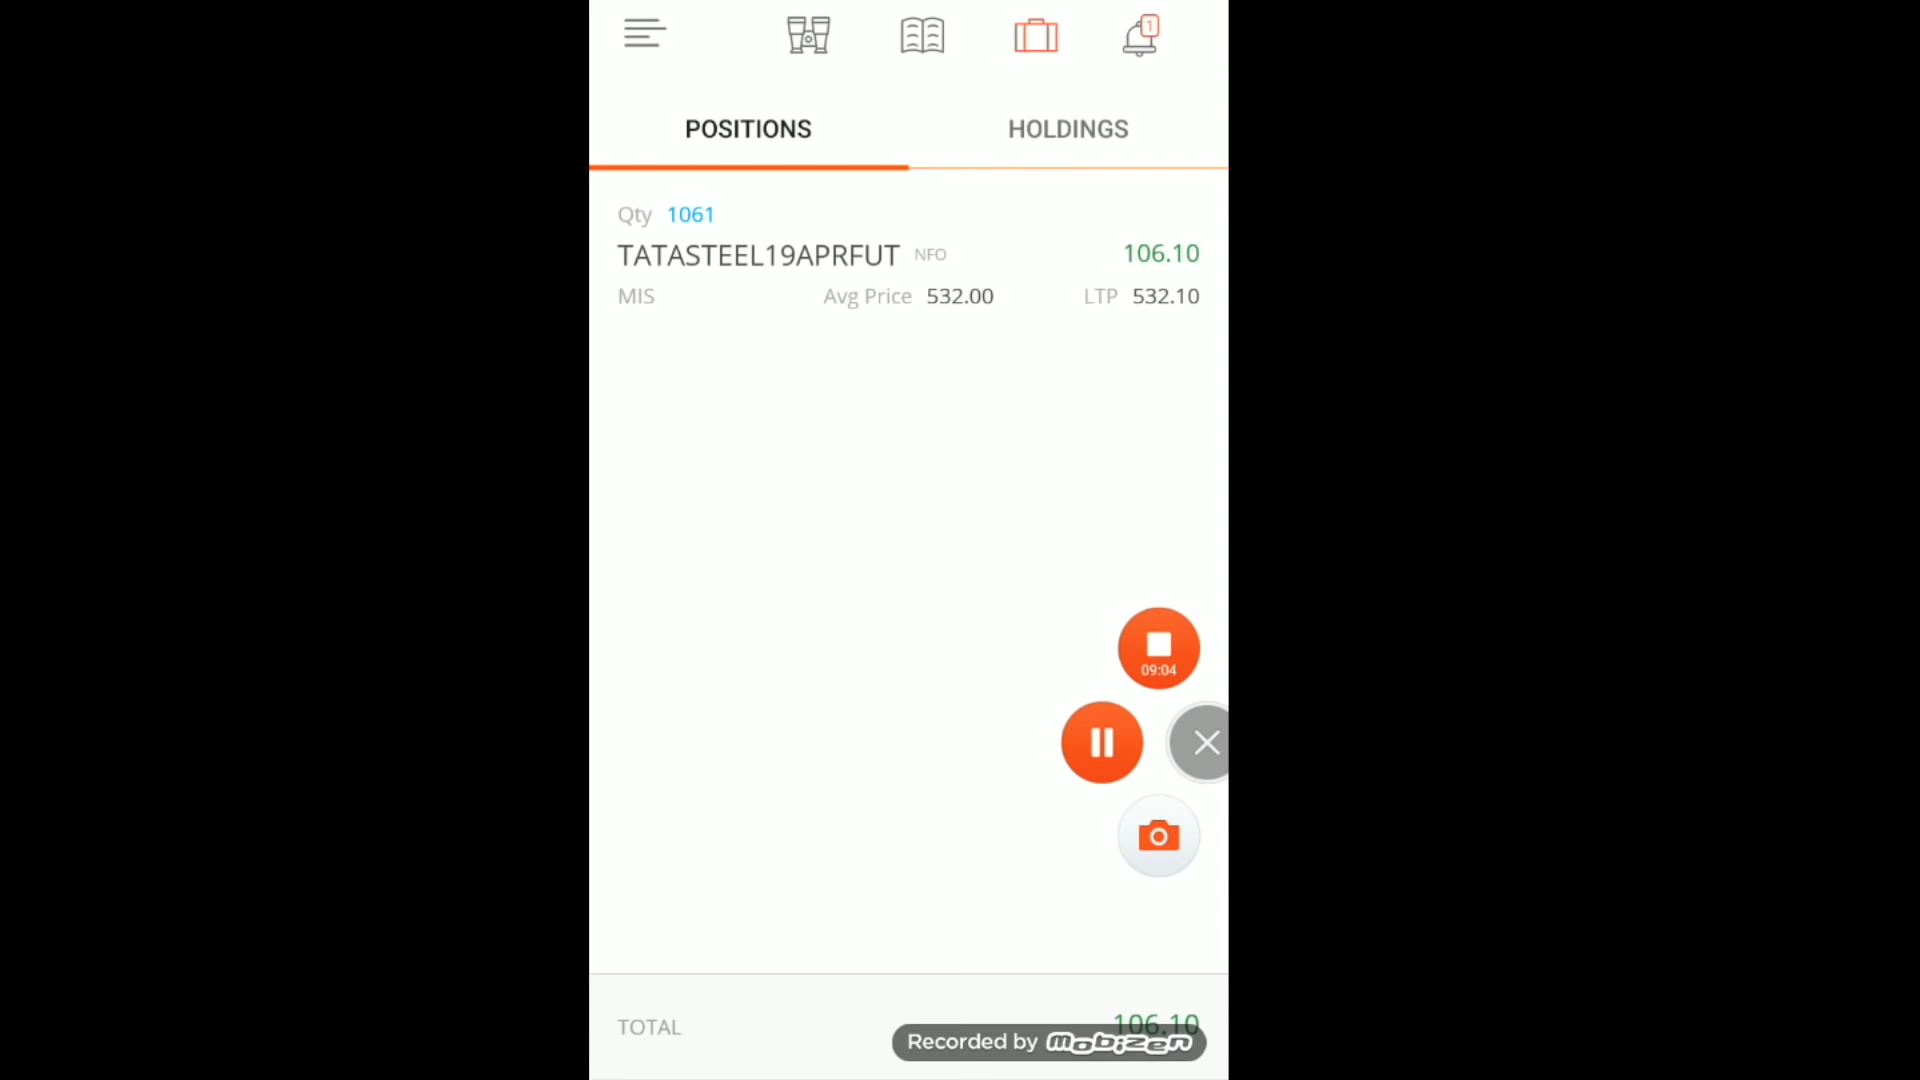 1
POSITIONS HOLDINGS
Qty 1061
TATASTEEL19APRFUT NFO 106.10
MIS Avg Price 532.00 LTP 532.10
09:04
TOTAL 106.10
Recorded by mobizen